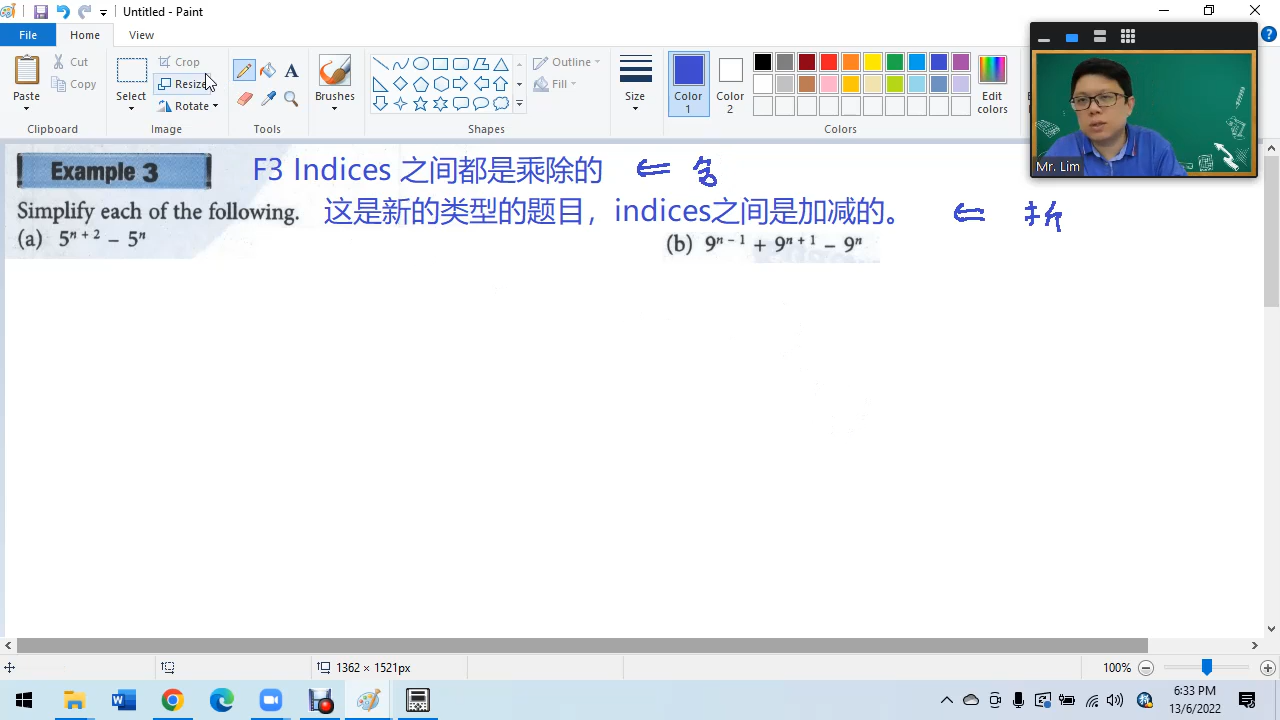 Untitled - Paint
File Home View
Cut
Crop
Outline
Paste
Copy
Select
Resize
Brushes
Fill
Size
Color 1
Color 2
Edit colors
Rotate
Clipboard
Image
Tools
Shapes
Colors
Mr. Lim
Example 3
F3 Indices 之间都是乘除的 ⇐
Simplify each of the following.
这是新的类型的题目，indices之间是加减的。 ⇐
(a) 5ⁿ⁺² – 5ⁿ
(b) 9ⁿ⁻¹ + 9ⁿ⁺¹ – 9ⁿ
1362 × 1521px
100%
6:33 PM
13/6/2022